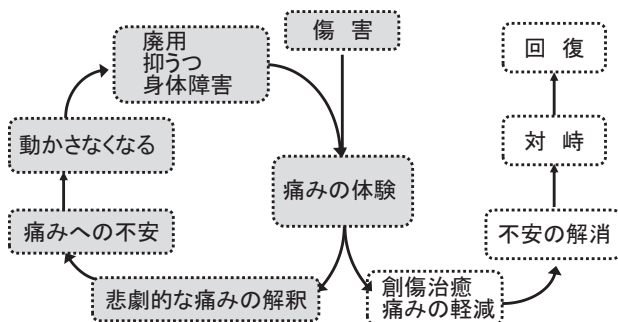 傷 害
廃用
抑うつ
身体障害
回 復
動かさなくなる
対 峙
痛みの体験
痛みへの不安
不安の解消
悲劇的な痛みの解釈
創傷治癒
痛みの軽減